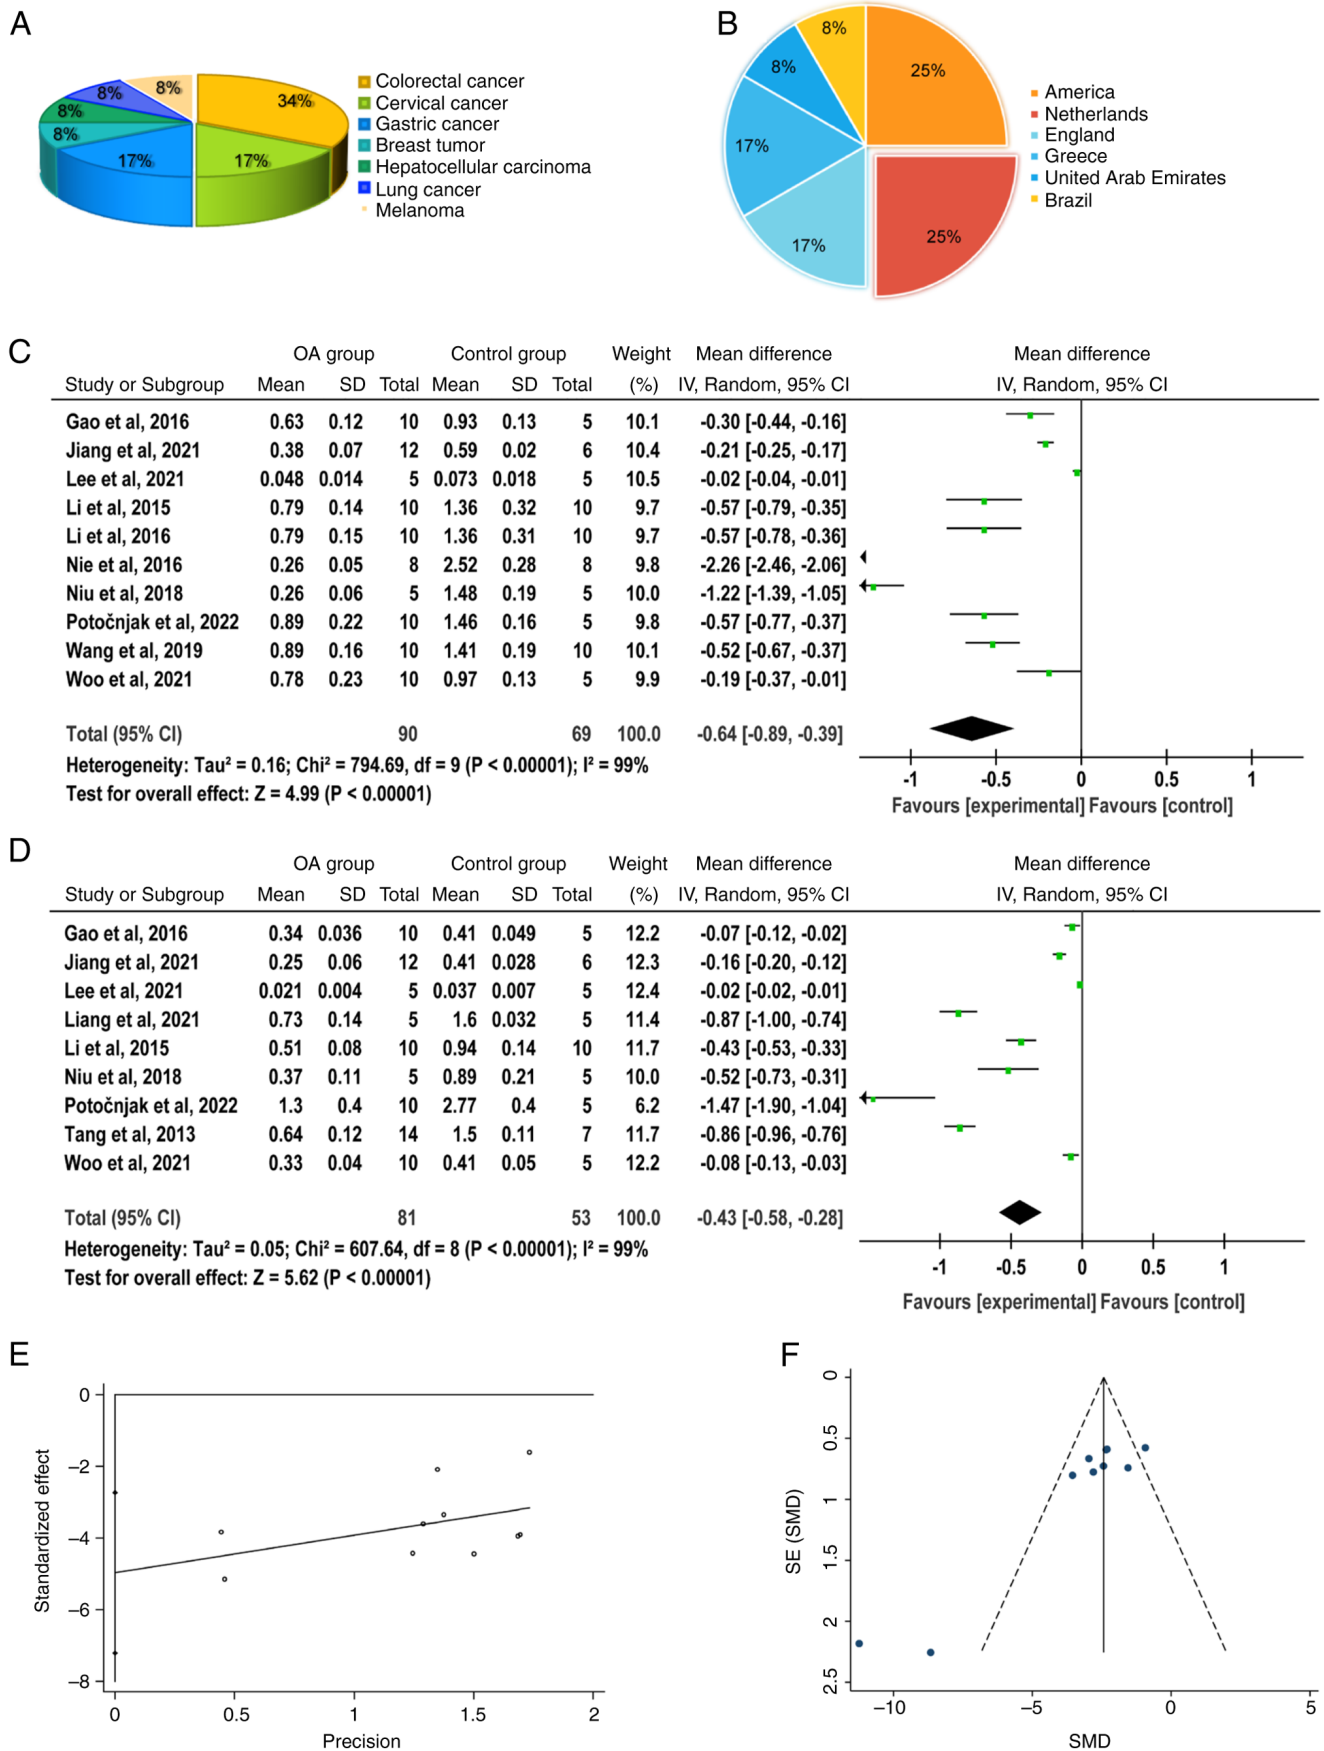 A
34%
17%
17%
8%
8%
8%
8%
Colorectal cancer
Cervical cancer
Gastric cancer
Breast tumor
Hepatocellular carcinoma
Lung cancer
Melanoma
B
25%
25%
17%
17%
8%
8%
America
Netherlands
England
Greece
United Arab Emirates
Brazil
C
OA group Control group Weight Mean difference Mean difference
Study or Subgroup Mean SD Total Mean SD Total (%) IV, Random, 95% CI IV, Random, 95% CI
Gao et al, 2016 0.63 0.12 10 0.93 0.13 5 10.1 -0.30 [-0.44, -0.16]
Jiang et al, 2021 0.38 0.07 12 0.59 0.02 6 10.4 -0.21 [-0.25, -0.17]
Lee et al, 2021 0.048 0.014 5 0.073 0.018 5 10.5 -0.02 [-0.04, -0.01]
Li et al, 2015 0.79 0.14 10 1.36 0.32 10 9.7 -0.57 [-0.79, -0.35]
Li et al, 2016 0.79 0.15 10 1.36 0.31 10 9.7 -0.57 [-0.78, -0.36]
Nie et al, 2016 0.26 0.05 8 2.52 0.28 8 9.8 -2.26 [-2.46, -2.06]
Niu et al, 2018 0.26 0.06 5 1.48 0.19 5 10.0 -1.22 [-1.39, -1.05]
Potočnjak et al, 2022 0.89 0.22 10 1.46 0.16 5 9.8 -0.57 [-0.77, -0.37]
Wang et al, 2019 0.89 0.16 10 1.41 0.19 10 10.1 -0.52 [-0.67, -0.37]
Woo et al, 2021 0.78 0.23 10 0.97 0.13 5 9.9 -0.19 [-0.37, -0.01]
Total (95% CI) 90 69 100.0 -0.64 [-0.89, -0.39]
Heterogeneity: Tau² = 0.16; Chi² = 794.69, df = 9 (P < 0.00001); I² = 99%
Test for overall effect: Z = 4.99 (P < 0.00001)
-1 -0.5 0 0.5 1
Favours [experimental] Favours [control]
D
OA group Control group Weight Mean difference Mean difference
Study or Subgroup Mean SD Total Mean SD Total (%) IV, Random, 95% CI IV, Random, 95% CI
Gao et al, 2016 0.34 0.036 10 0.41 0.049 5 12.2 -0.07 [-0.12, -0.02]
Jiang et al, 2021 0.25 0.06 12 0.41 0.028 6 12.3 -0.16 [-0.20, -0.12]
Lee et al, 2021 0.021 0.004 5 0.037 0.007 5 12.4 -0.02 [-0.02, -0.01]
Liang et al, 2021 0.73 0.14 5 1.6 0.032 5 11.4 -0.87 [-1.00, -0.74]
Li et al, 2015 0.51 0.08 10 0.94 0.14 10 11.7 -0.43 [-0.53, -0.33]
Niu et al, 2018 0.37 0.11 5 0.89 0.21 5 10.0 -0.52 [-0.73, -0.31]
Potočnjak et al, 2022 1.3 0.4 10 2.77 0.4 5 6.2 -1.47 [-1.90, -1.04]
Tang et al, 2013 0.64 0.12 14 1.5 0.11 7 11.7 -0.86 [-0.96, -0.76]
Woo et al, 2021 0.33 0.04 10 0.41 0.05 5 12.2 -0.08 [-0.13, -0.03]
Total (95% CI) 81 53 100.0 -0.43 [-0.58, -0.28]
Heterogeneity: Tau² = 0.05; Chi² = 607.64, df = 8 (P < 0.00001); I² = 99%
Test for overall effect: Z = 5.62 (P < 0.00001)
-1 -0.5 0 0.5 1
Favours [experimental] Favours [control]
E
Standardized effect
0
−2
−4
−6
−8
0 0.5 1 1.5 2
Precision
F
SE (SMD)
0
0.5
1
1.5
2
2.5
−10 −5 0 5
SMD